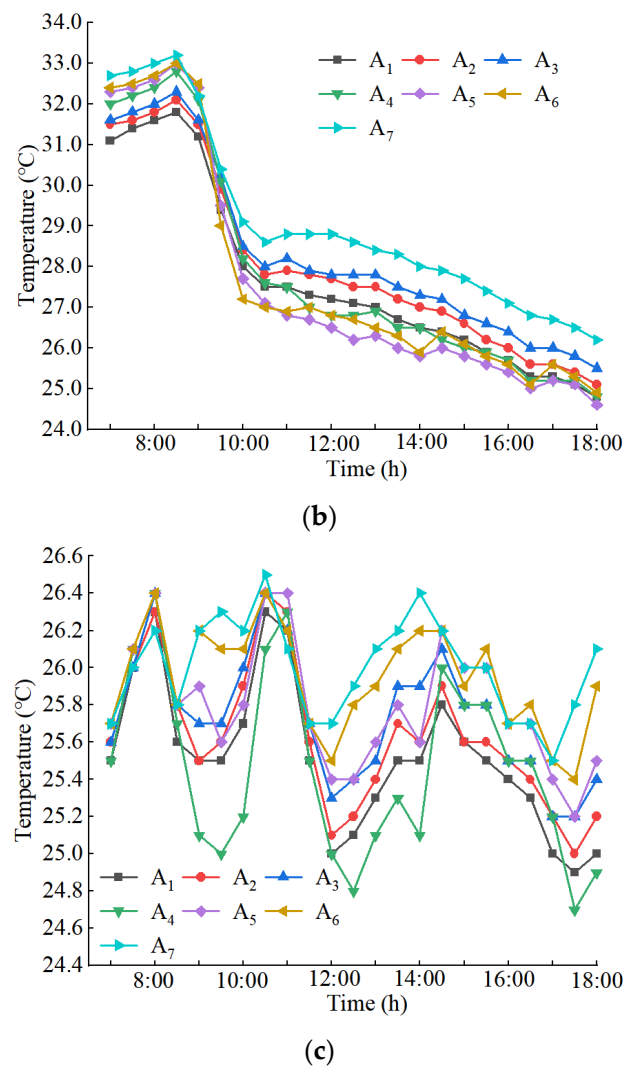 34.0
33.0
32.0
31.0
30.0
29.0
28.0
27.0
26.0
25.0
24.0
Temperature (°C)
A1 A2 A3
A4 A5 A6
A7
8:00 10:00 12:00 14:00 16:00 18:00
Time (h)
(b)
26.6
26.4
26.2
26.0
25.8
25.6
25.4
25.2
25.0
24.8
24.6
24.4
Temperature (°C)
A1 A2 A3
A4 A5 A6
A7
8:00 10:00 12:00 14:00 16:00 18:00
Time (h)
(c)